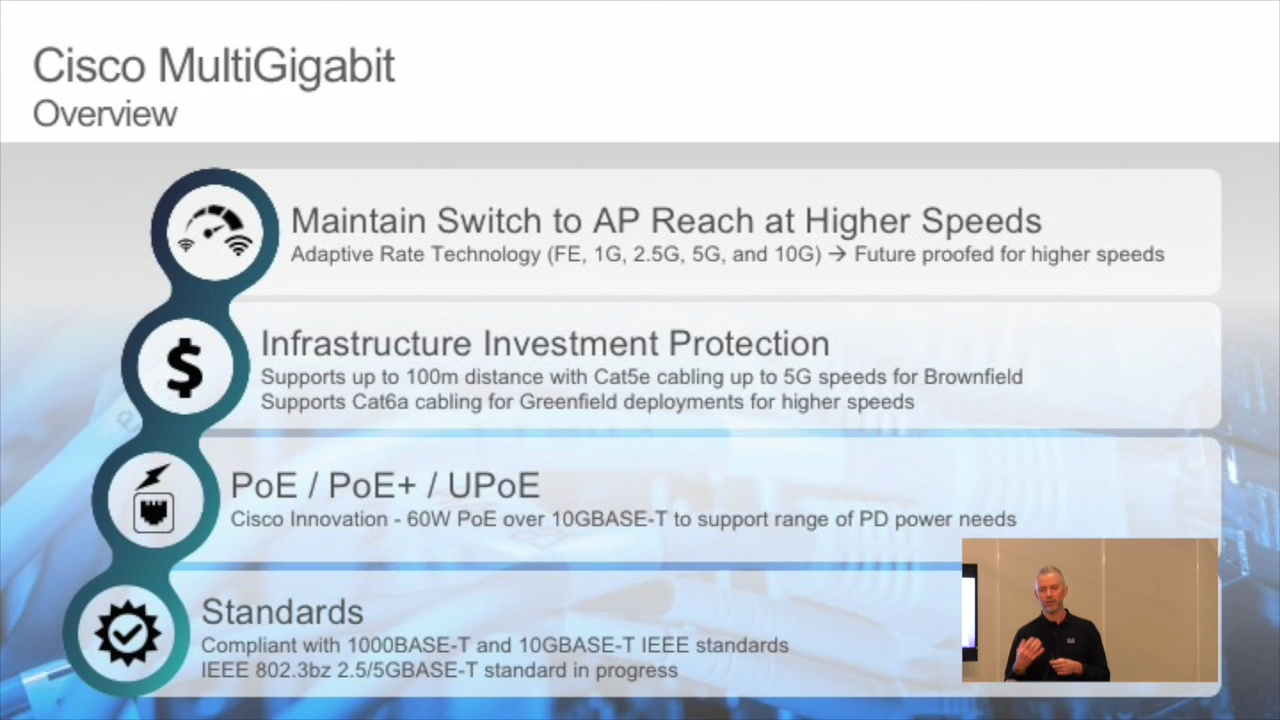 Cisco MultiGigabit
Overview
Maintain Switch to AP Reach at Higher Speeds
Adaptive Rate Technology (FE, 1G, 2.5G, 5G, and 10G) → Future proofed for higher speeds
Infrastructure Investment Protection
Supports up to 100m distance with Cat5e cabling up to 5G speeds for Brownfield
Supports Cat6a cabling for Greenfield deployments for higher speeds
PoE / PoE+ / UPoE
Cisco Innovation - 60W PoE over 10GBASE-T to support range of PD power needs
Standards
Compliant with 1000BASE-T and 10GBASE-T IEEE standards
IEEE 802.3bz 2.5/5GBASE-T standard in progress